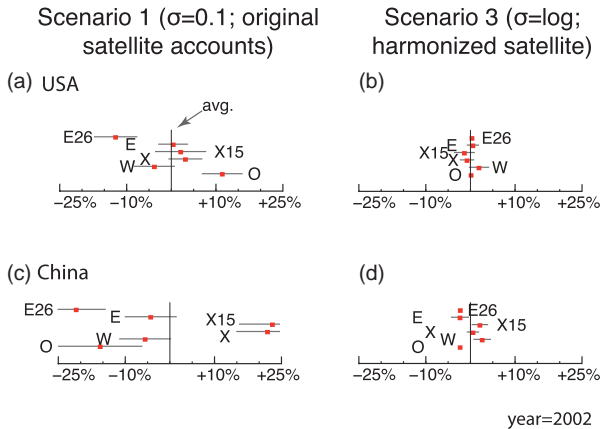 Scenario 1 (σ=0.1; original
satellite accounts)
Scenario 3 (σ=log;
harmonized satellite)
(a) USA
(b)
avg.
E26
E
X15
X
W
O
−25% −10% +10% +25%
E26
E
X15
X
W
O
−25% −10% +10% +25%
(c) China
(d)
E26
E
X15
X
W
O
−25% −10% +10% +25%
E26
E
X15
X
W
O
−25% −10% +10% +25%
year=2002